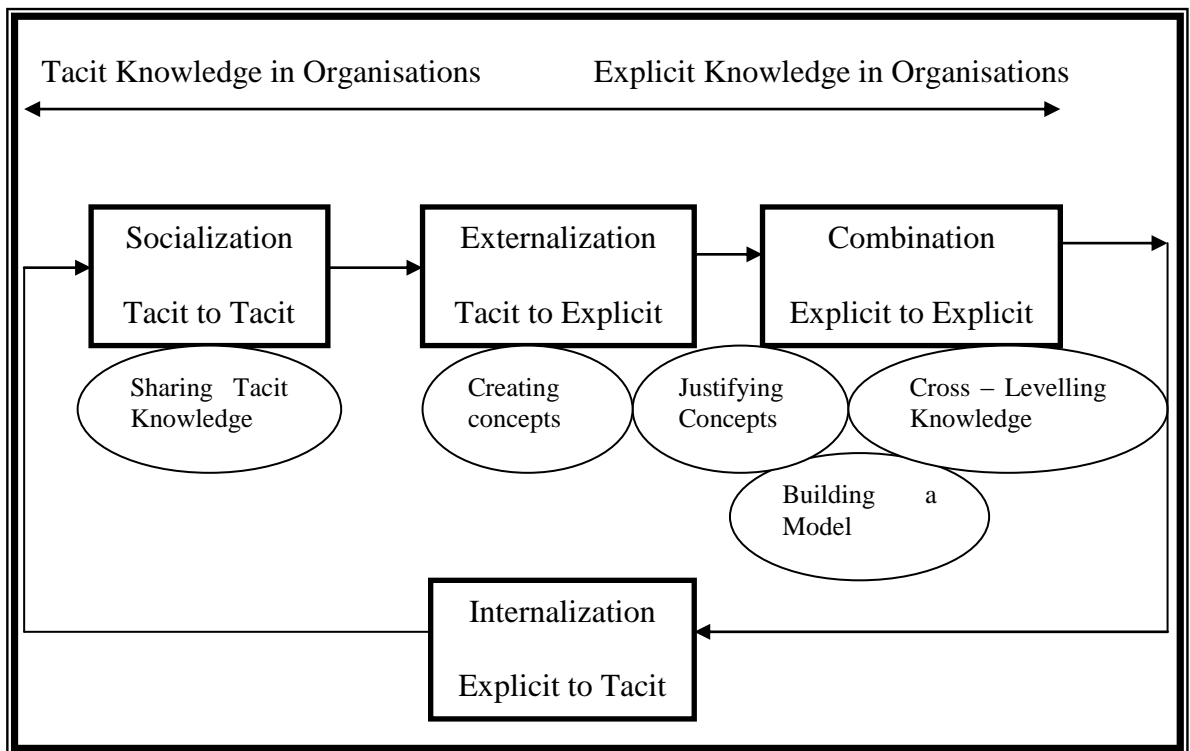 Tacit Knowledge in Organisations
Explicit Knowledge in Organisations
Socialization
Tacit to Tacit
Externalization
Tacit to Explicit
Combination
Explicit to Explicit
Sharing Tacit
Knowledge
Creating
concepts
Justifying
Concepts
Cross – Levelling
Knowledge
Building a
Model
Internalization
Explicit to Tacit